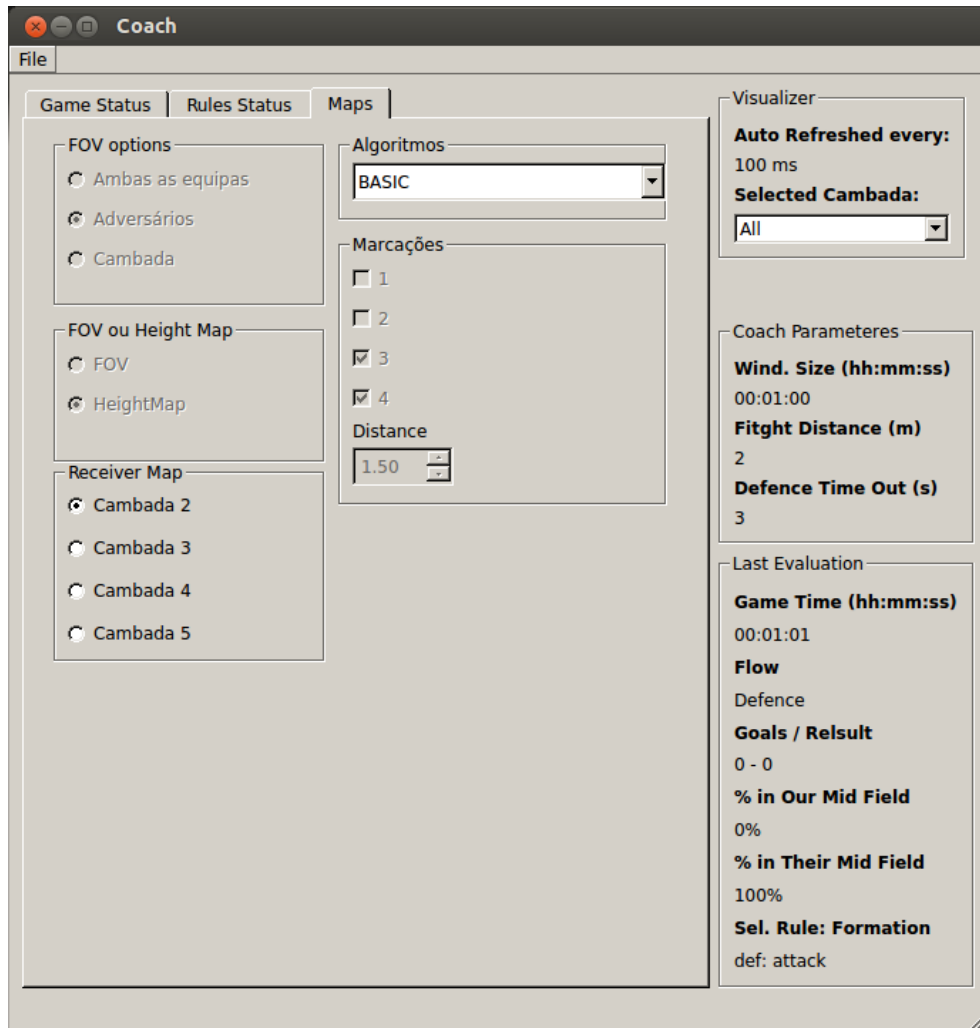 Coach
File
Game Status
Rules Status
Maps
FOV options
Ambas as equipas
Adversários
Cambada
FOV ou Height Map
FOV
HeightMap
Receiver Map
Cambada 2
Cambada 3
Cambada 4
Cambada 5
Algoritmos
BASIC
Marcações
1
2
3
4
Distance
1.50
Visualizer
Auto Refreshed every:
100 ms
Selected Cambada:
All
Coach Parameteres
Wind. Size (hh:mm:ss)
00:01:00
Fitght Distance (m)
2
Defence Time Out (s)
3
Last Evaluation
Game Time (hh:mm:ss)
00:01:01
Flow
Defence
Goals / Relsult
0 - 0
% in Our Mid Field
0%
% in Their Mid Field
100%
Sel. Rule: Formation
def: attack